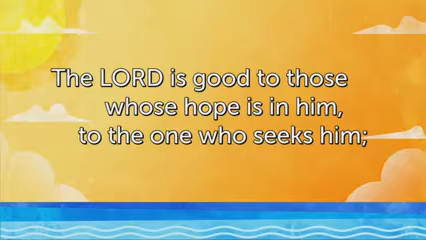 The LORD is good to those
whose hope is in him,
to the one who seeks him;